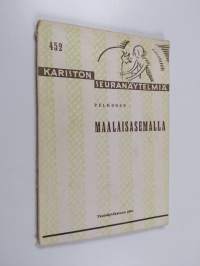 452
KARISTON
SEURANÄYTELMIÄ
PELKONEN
MAALAISASEMALLA